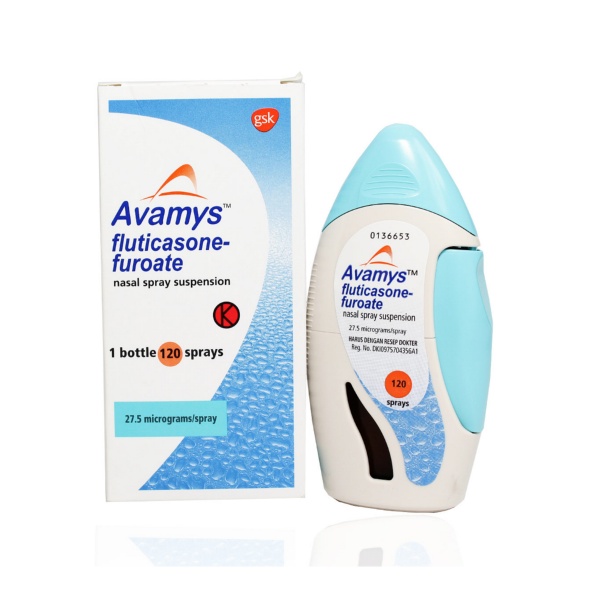 gsk
Avamys™
fluticasone-
furoate
nasal spray suspension
K
1 bottle 120 sprays
27.5 micrograms/spray
0136653
Avamys™
fluticasone-
furoate
nasal spray suspension
27.5 micrograms/spray
HARUS DENGAN RESEP DOKTER
Reg. No. DKI0975704356A1
120
sprays